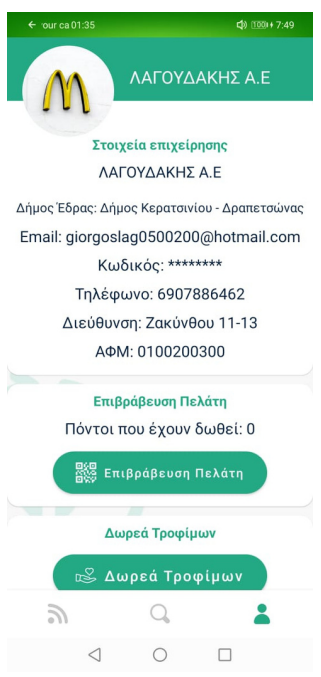 our ca 01:35
100 7:49
ΛΑΓΟΥΔΑΚΗΣ Α.Ε
Στοιχεία επιχείρησης
ΛΑΓΟΥΔΑΚΗΣ Α.Ε
Δήμος Έδρας: Δήμος Κερατσινίου - Δραπετσώνας
Email: giorgoslag0500200@hotmail.com
Κωδικός: ********
Τηλέφωνο: 6907886462
Διεύθυνση: Ζακύνθου 11-13
ΑΦΜ: 0100200300
Επιβράβευση Πελάτη
Πόντοι που έχουν δωθεί: 0
Επιβράβευση Πελάτη
Δωρεά Τροφίμων
Δωρεά Τροφίμων